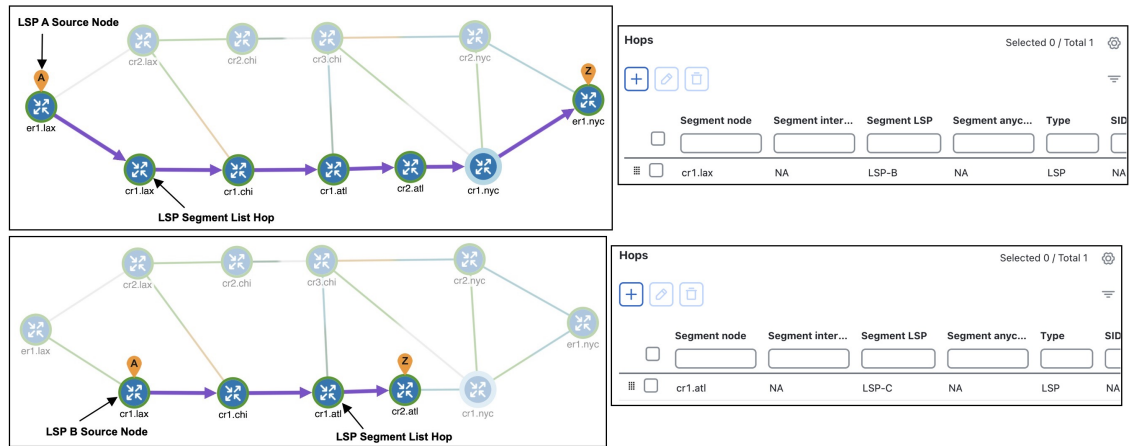 LSP A Source Node
A
cr2.lax
cr2.chi
cr3.chi
cr2.nyc
Z
er1.lax
er1.nyc
cr1.lax
cr1.chi
cr1.atl
cr2.atl
cr1.nyc
LSP Segment List Hop
Hops
Selected 0 / Total 1
Segment node Segment inter... Segment LSP Segment anyc... Type SID
cr1.lax NA LSP-B NA LSP NA
cr2.lax
cr2.chi
cr3.chi
cr2.nyc
er1.lax
er1.nyc
A
Z
cr1.lax
cr1.chi
cr1.atl
cr2.atl
cr1.nyc
LSP B Source Node
LSP Segment List Hop
Hops
Selected 0 / Total 1
Segment node Segment inter... Segment LSP Segment anyc... Type SID
cr1.atl NA LSP-C NA LSP NA